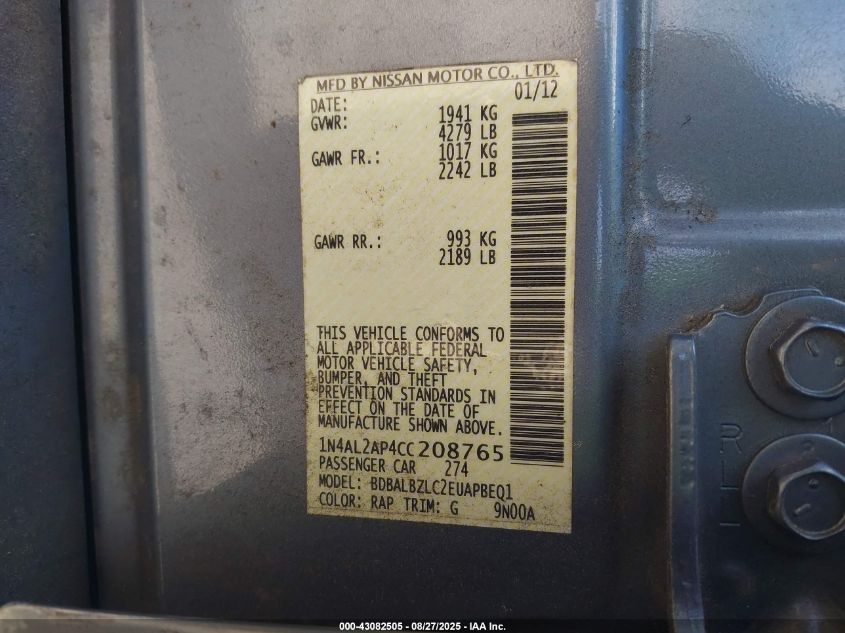 MFD BY NISSAN MOTOR CO., LTD.
DATE: 01/12
GVWR: 1941 KG
4279 LB
GAWR FR.: 1017 KG
2242 LB
GAWR RR.: 993 KG
2189 LB
THIS VEHICLE CONFORMS TO
ALL APPLICABLE FEDERAL
MOTOR VEHICLE SAFETY,
BUMPER, AND THEFT
PREVENTION STANDARDS IN
EFFECT ON THE DATE OF
MANUFACTURE SHOWN ABOVE.
1N4AL2AP4CC208765
PASSENGER CAR 274
MODEL: BDBALBZLC2EUAPBEQ1
COLOR: RAP TRIM: G 9N00A
000-43082505 - 08/27/2025 - IAA Inc.